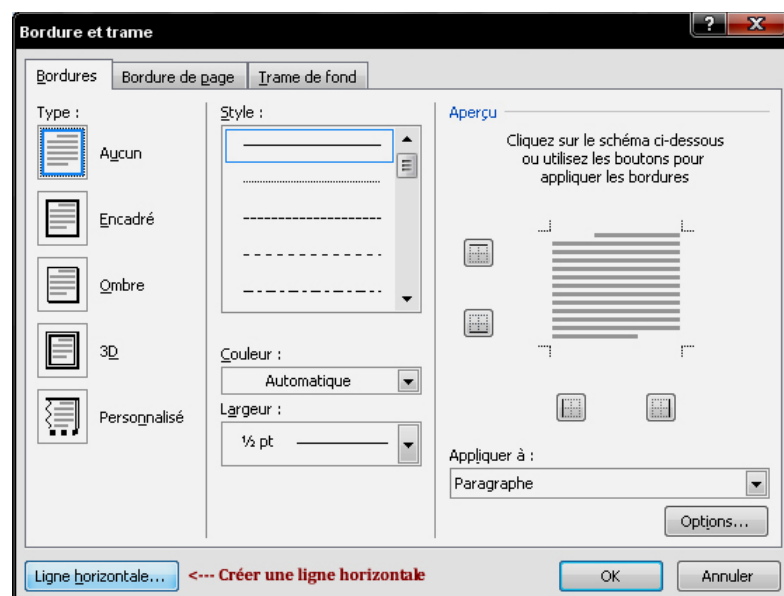 Bordure et trame
?
X
Bordures
Bordure de page
Trame de fond
Type :
Aucun
Encadré
Ombre
3D
Personnalisé
Style :
Couleur :
Automatique
Largeur :
½ pt
Aperçu
Cliquez sur le schéma ci-dessous
ou utilisez les boutons pour
appliquer les bordures
Appliquer à :
Paragraphe
Options...
Ligne horizontale...
<--- Créer une ligne horizontale
OK
Annuler